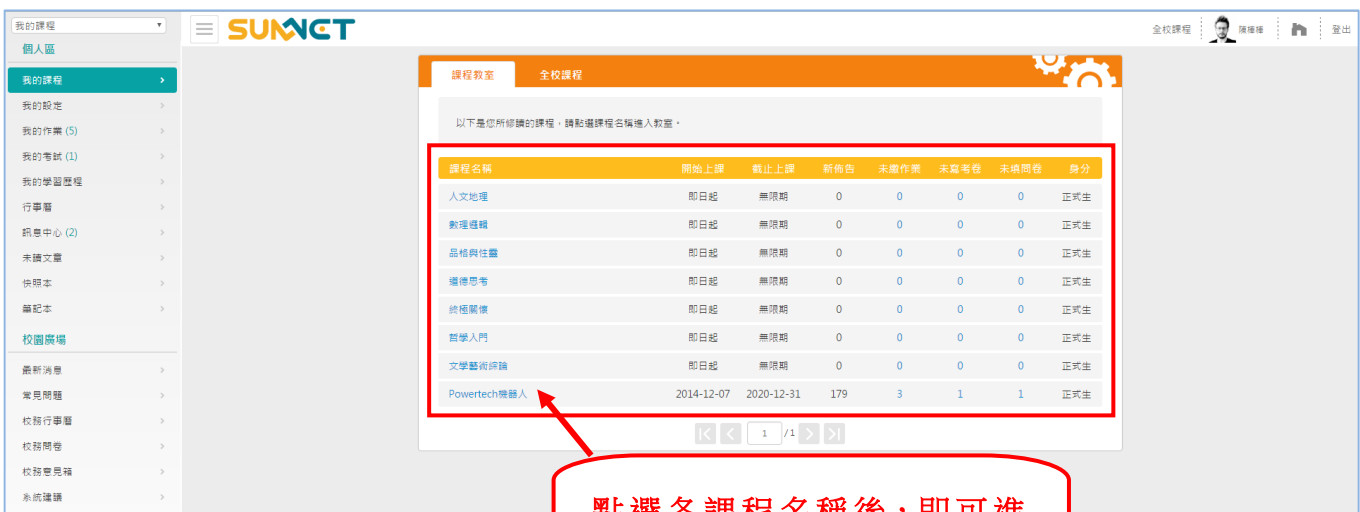 我的課程
SUNNET
全校課程
登出
個人區
我的課程
我的設定
我的作業 (5)
我的考試 (1)
我的學習歷程
行事曆
訊息中心 (2)
未讀文章
快照本
筆記本
校園廣場
最新消息
常見問題
校務行事曆
校務問卷
校務意見箱
系統建議
課程教室 全校課程
以下是您所修讀的課程,請點選課程名稱進入教室。
課程名稱 開始上課 截止上課 新佈告 未繳作業 未寫考卷 未填問卷 身分
人文地理 即日起 無限期 0 0 0 0 正式生
數理邏輯 即日起 無限期 0 0 0 0 正式生
品格與性靈 即日起 無限期 0 0 0 0 正式生
道德思考 即日起 無限期 0 0 0 0 正式生
終極關懷 即日起 無限期 0 0 0 0 正式生
哲學入門 即日起 無限期 0 0 0 0 正式生
文學藝術綜論 即日起 無限期 0 0 0 0 正式生
Powertech機器人 2014-12-07 2020-12-31 179 3 1 1 正式生
1 /1
點選各課程名稱後,即可進